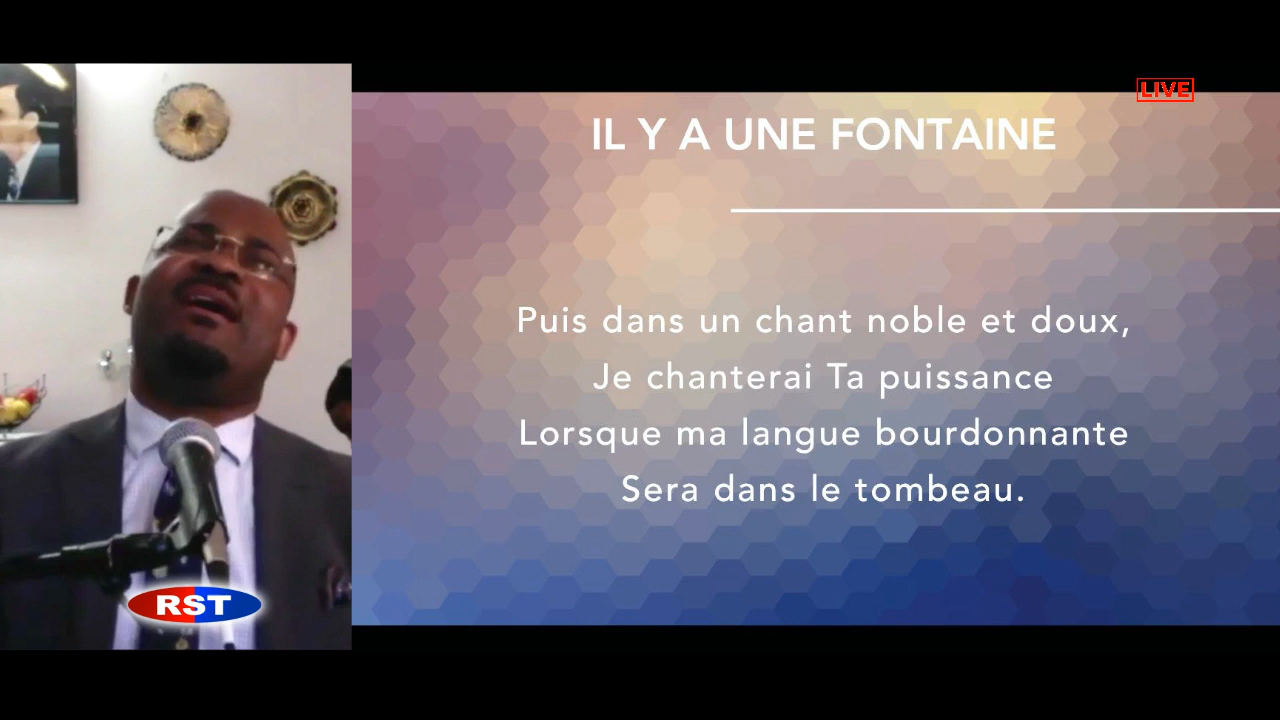 LIVE
IL Y A UNE FONTAINE
Puis dans un chant noble et doux,
Je chanterai Ta puissance
Lorsque ma langue bourdonnante
Sera dans le tombeau.
RST